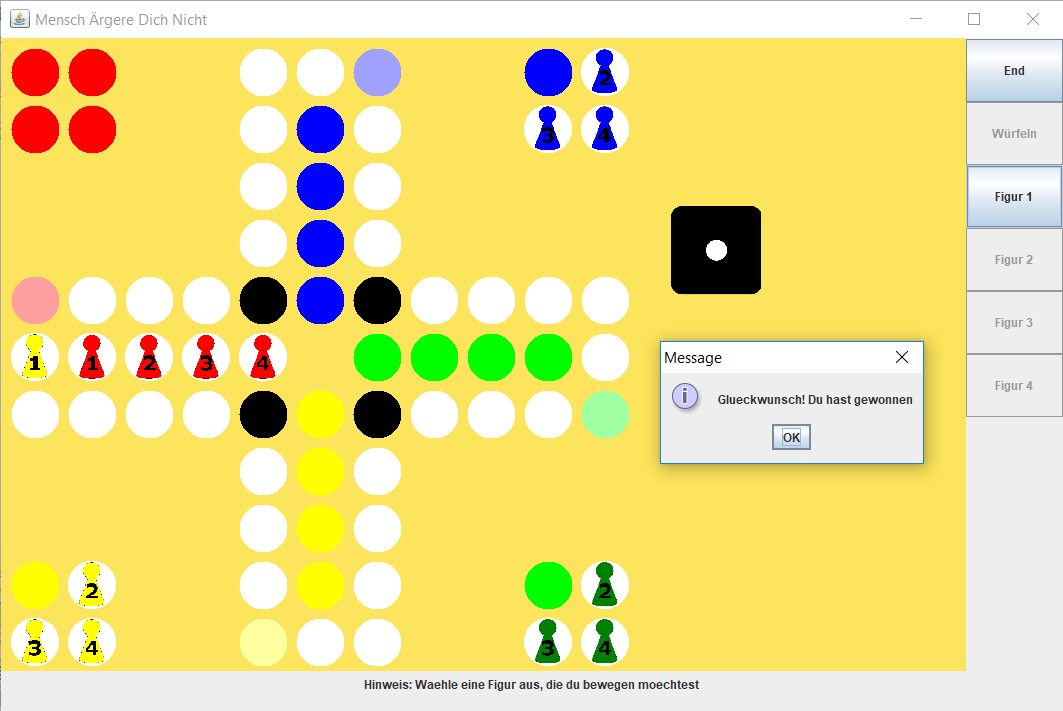 Mensch Ärgere Dich Nicht
End
2
3 4
Würfeln
Figur 1
Figur 2
Figur 3
Figur 4
1 1 2 3 4
Message
i
Glueckwunsch! Du hast gewonnen
OK
2
3 4
2
3 4
Hinweis: Waehle eine Figur aus, die du bewegen moechtest